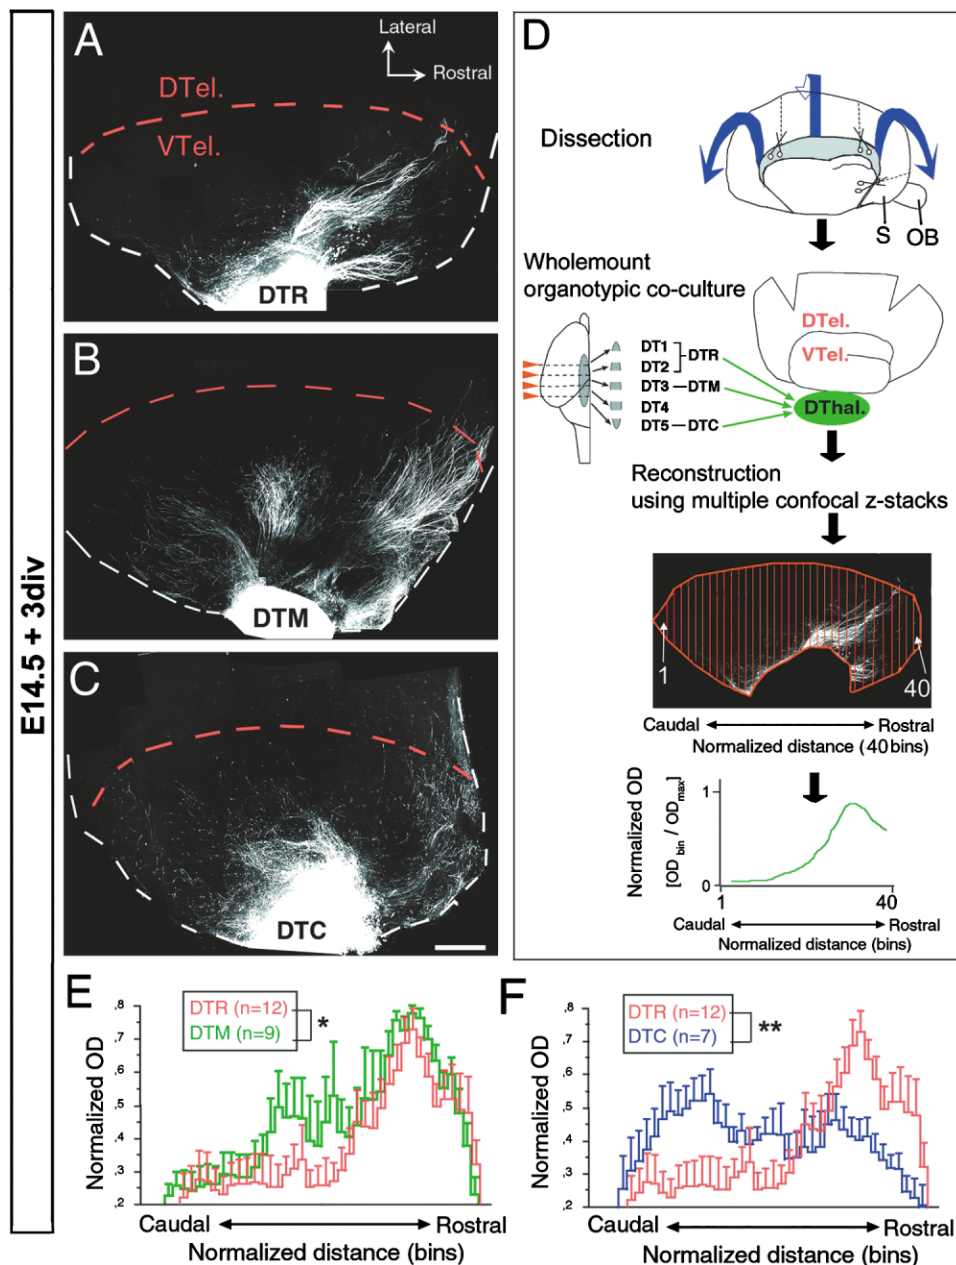 E14.5 + 3div
A
Lateral
Rostral
DTel.
VTel.
DTR
B
DTM
C
DTC
D
Dissection
S
OB
Wholemount
organotypic co-culture
DT1
DT2
DTR
DT3
DTM
DT4
DT5
DTC
DTel.
VTel.
DThal.
Reconstruction
using multiple confocal z-stacks
1
40
Caudal
Rostral
Normalized distance (40 bins)
Normalized OD
[OD bin / OD max]
1
0
1
40
Caudal
Rostral
Normalized distance (bins)
E
DTR (n=12)
DTM (n=9)
*
Normalized OD
,8
,7
,6
,5
,4
,3
,2
Caudal
Rostral
Normalized distance (bins)
F
DTR (n=12)
DTC (n=7)
**
Normalized OD
,8
,7
,6
,5
,4
,3
,2
Caudal
Rostral
Normalized distance (bins)